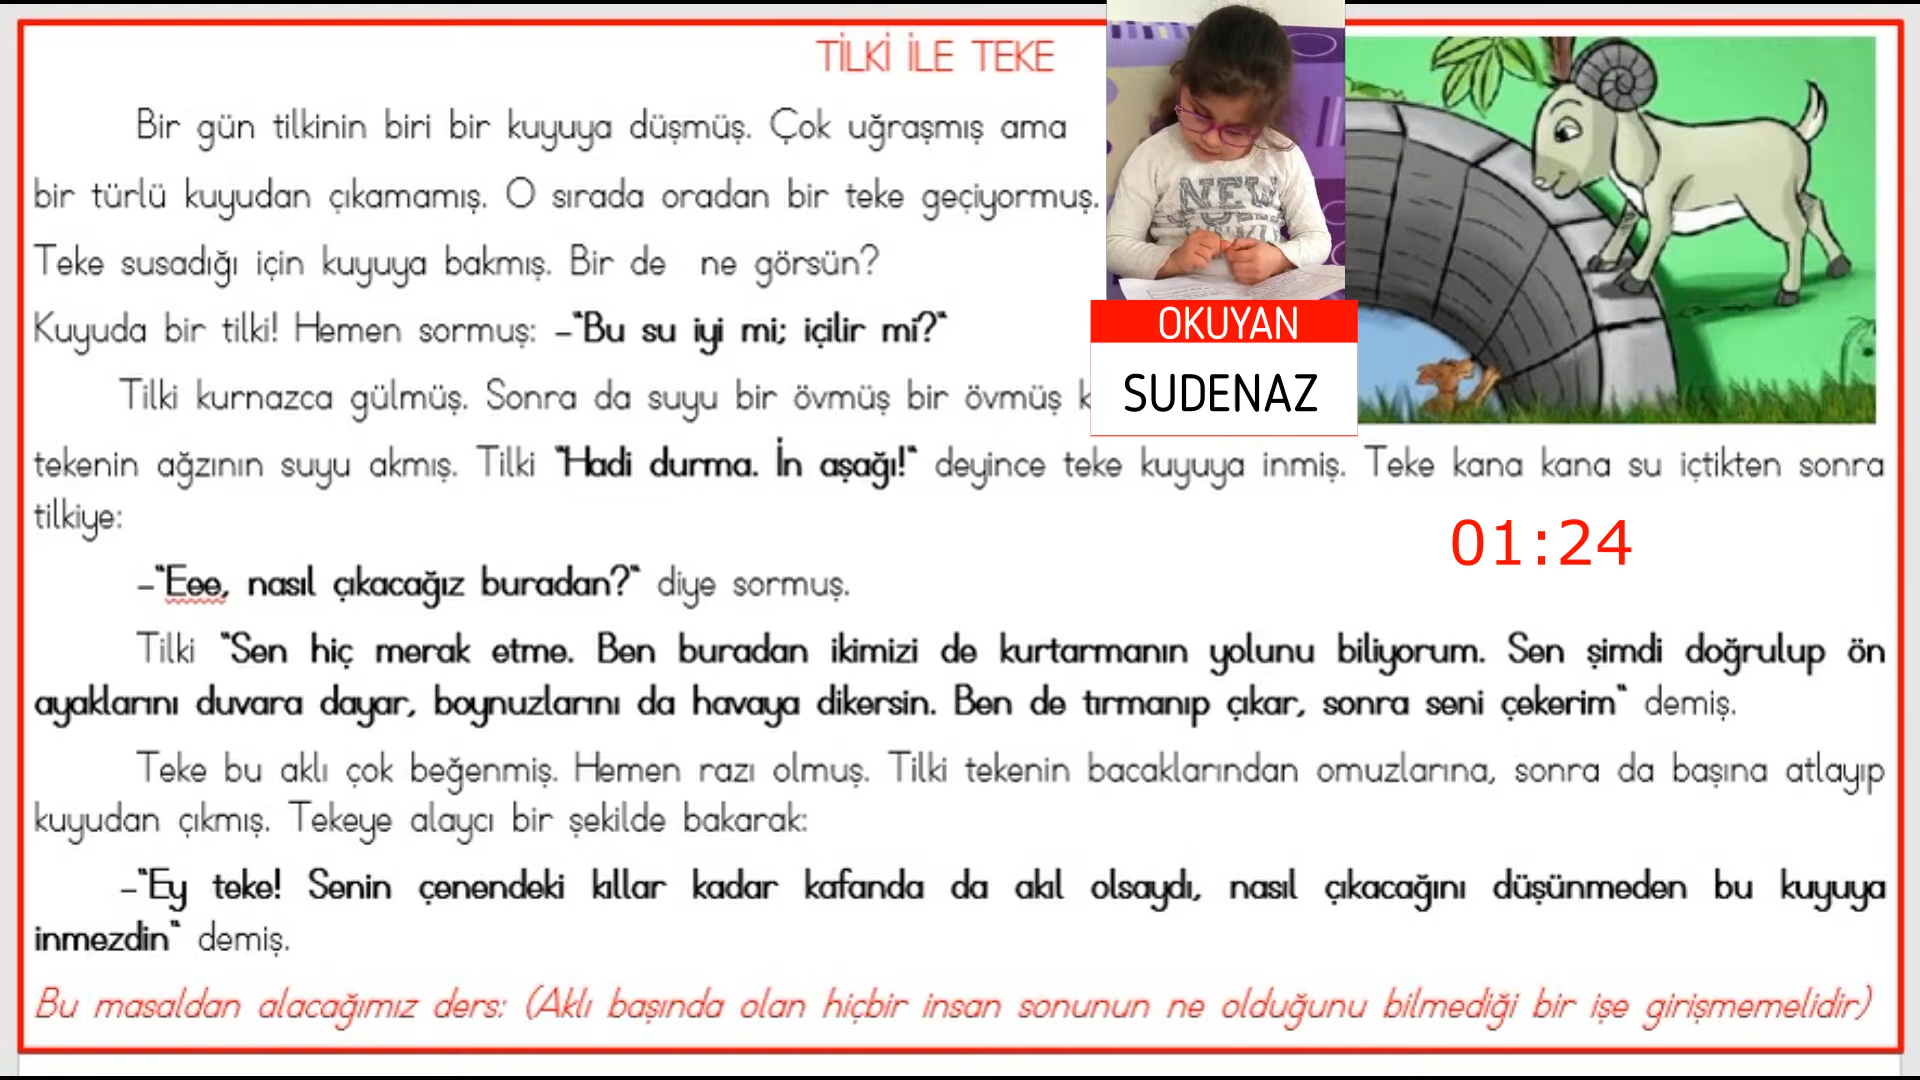 TİLKİ İLE TEKE
Bir gün tilkinin biri bir kuyuya düşmüş. Çok uğraşmış ama
bir türlü kuyudan çıkamamış. O sırada oradan bir teke geçiyormuş.
Teke susadığı için kuyuya bakmış. Bir de ne görsün?
Kuyuda bir tilki! Hemen sormuş: –"Bu su iyi mi; içilir mi?"
Tilki kurnazca gülmüş. Sonra da suyu bir övmüş bir övmüş
tekenin ağzının suyu akmış. Tilki "Hadi durma. İn aşağı!" deyince teke kuyuya inmiş. Teke kana kana su içtikten sonra
tilkiye:
–"Eee, nasıl çıkacağız buradan?" diye sormuş.
Tilki "Sen hiç merak etme. Ben buradan ikimizi de kurtarmanın yolunu biliyorum. Sen şimdi doğrulup ön
ayaklarını duvara dayar, boynuzlarını da havaya dikersin. Ben de tırmanıp çıkar, sonra seni çekerim" demiş.
Teke bu aklı çok beğenmiş. Hemen razı olmuş. Tilki tekenin bacaklarından omuzlarına, sonra da başına atlayıp
kuyudan çıkmış. Tekeye alaycı bir şekilde bakarak:
–"Ey teke! Senin çenendeki kıllar kadar kafanda da akıl olsaydı, nasıl çıkacağını düşünmeden bu kuyuya
inmezdin" demiş.
Bu masaldan alacağımız ders: (Aklı başında olan hiçbir insan sonunun ne olduğunu bilmediği bir işe girişmemelidir)
NEW
OKUYAN
SUDENAZ
01:24